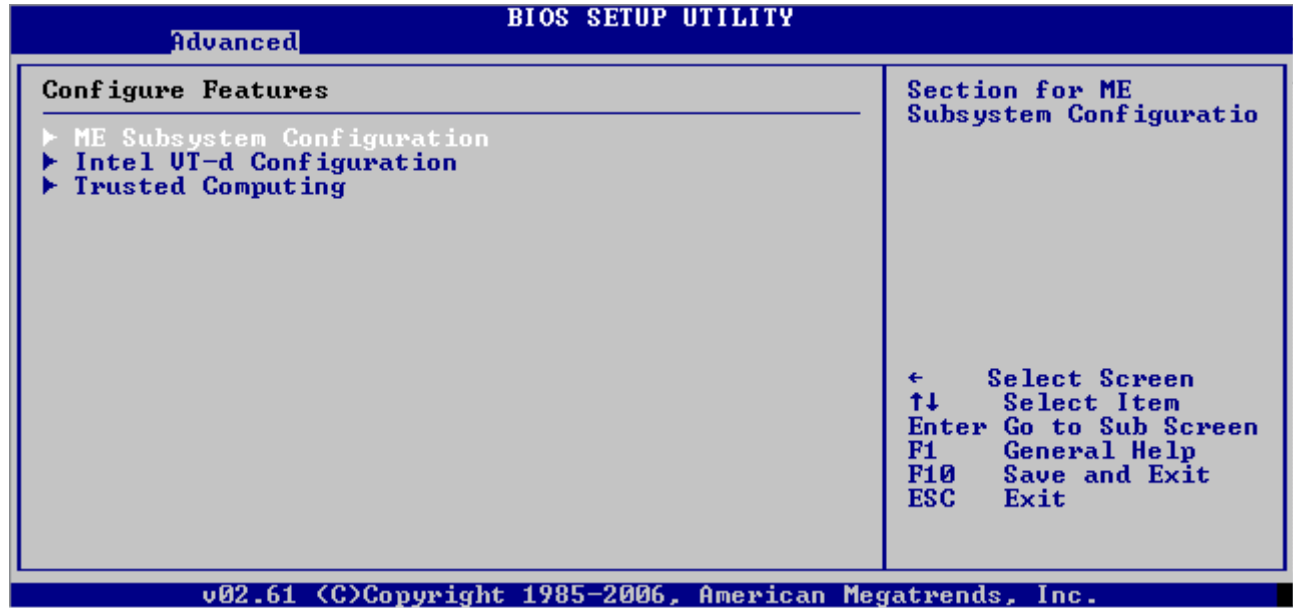 BIOS SETUP UTILITY
Advanced
Configure Features
▶ ME Subsystem Configuration
▶ Intel VT-d Configuration
▶ Trusted Computing
Section for ME
Subsystem Configuratio
← Select Screen
↑↓ Select Item
Enter Go to Sub Screen
F1 General Help
F10 Save and Exit
ESC Exit
v02.61 (C)Copyright 1985-2006, American Megatrends, Inc.